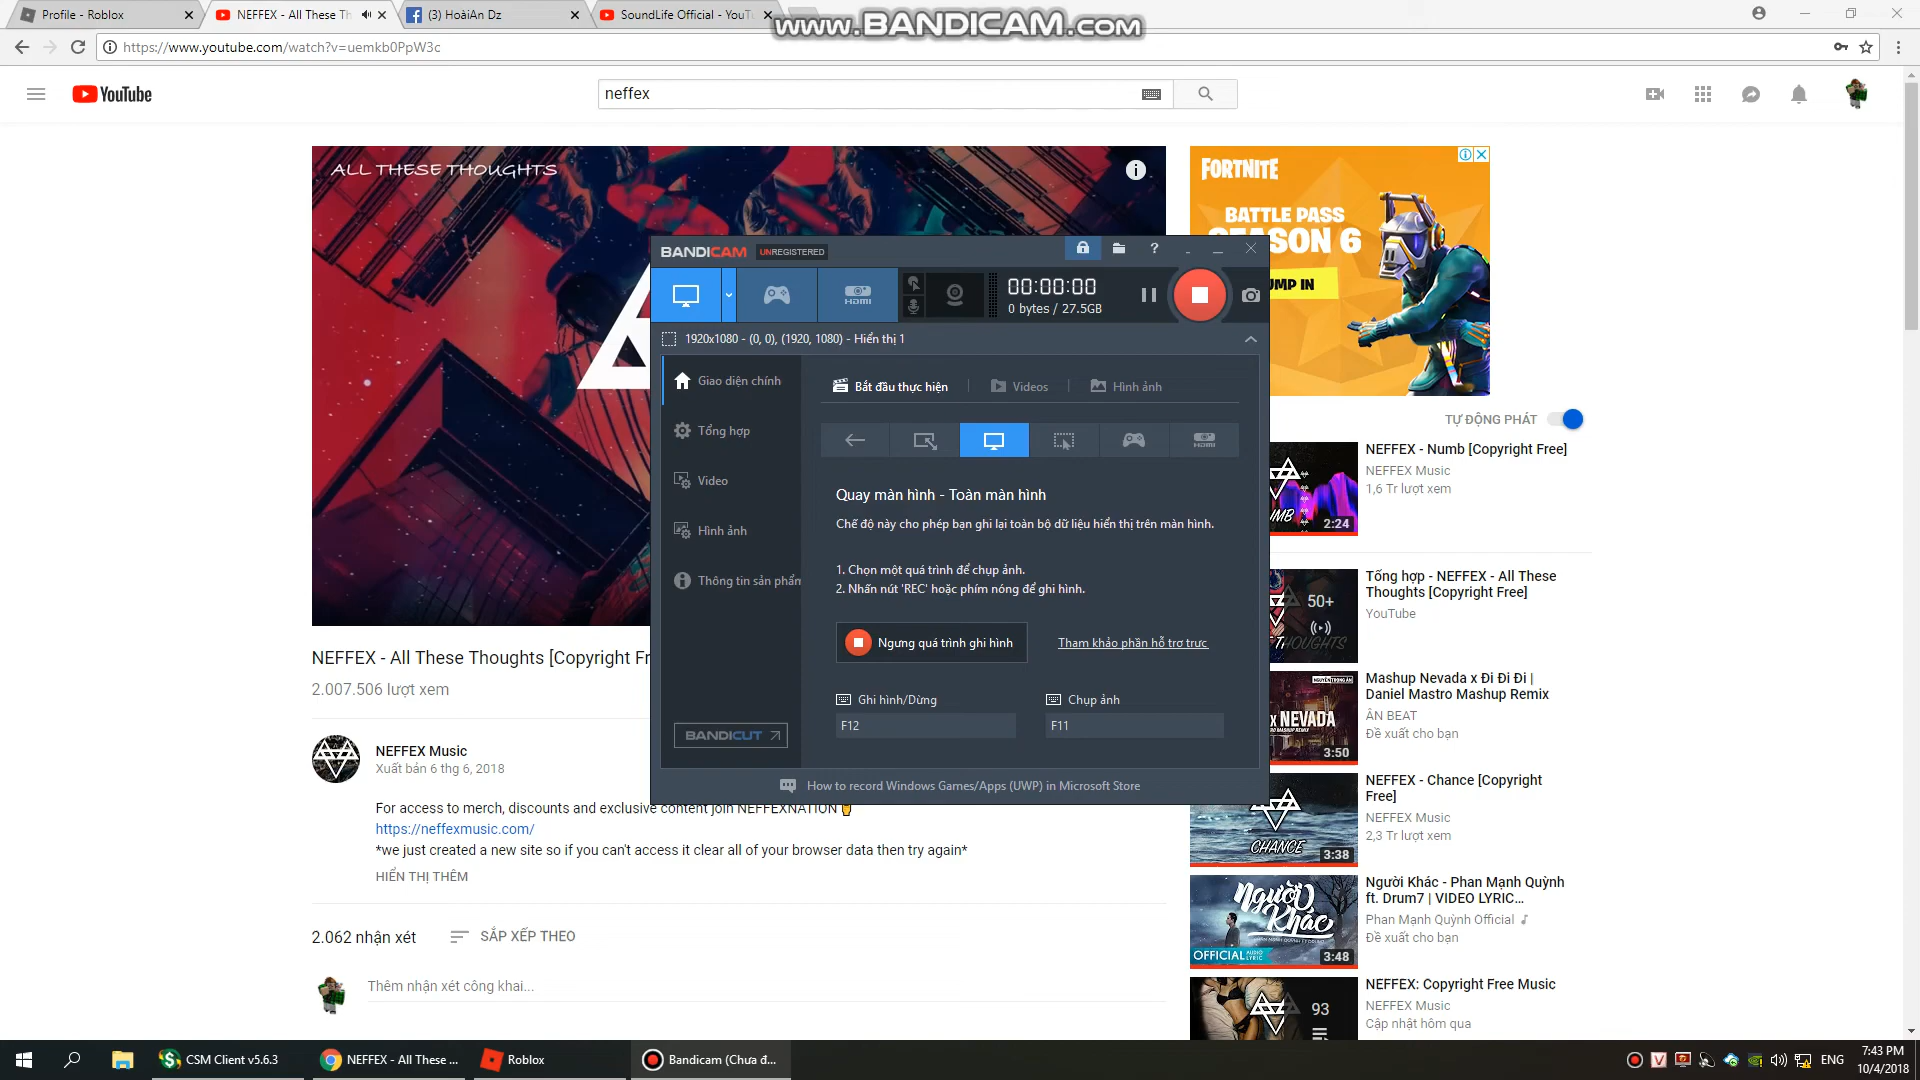 Profile - Roblox
NEFFEX - All These Th
(3) HoàiAn Dz
SoundLife Official - YouTu
www.BANDICAM.com
https://www.youtube.com/watch?v=uemkb0PpW3c
YouTube
neffex
ALL THESE THOUGHTS
FORTNITE
BATTLE PASS
SEASON 6
UMP IN
BANDICAM UNREGISTERED
HDMI
00:00:00
0 bytes / 27.5GB
1920x1080 - (0, 0), (1920, 1080) - Hiển thị 1
Giao diện chính
Tổng hợp
Video
Hình ảnh
Thông tin sản phẩm
BANDICUT
Bắt đầu thực hiện
Videos
Hình ảnh
HDMI
Quay màn hình - Toàn màn hình
Chế độ này cho phép bạn ghi lại toàn bộ dữ liệu hiển thị trên màn hình.
1. Chọn một quá trình để chụp ảnh.
2. Nhấn nút 'REC' hoặc phím nóng để ghi hình.
Ngưng quá trình ghi hình
Tham khảo phần hỗ trợ trực
Ghi hình/Dừng
Chụp ảnh
F12
F11
How to record Windows Games/Apps (UWP) in Microsoft Store
NEFFEX - All These Thoughts [Copyright Fr
2.007.506 lượt xem
NEFFEX Music
Xuất bản 6 thg 6, 2018
For access to merch, discounts and exclusive content join NEFFEXNATION
https://neffexmusic.com/
*we just created a new site so if you can't access it clear all of your browser data then try again*
HIỂN THỊ THÊM
2.062 nhận xét
SẮP XẾP THEO
Thêm nhận xét công khai...
TỰ ĐỘNG PHÁT
NEFFEX - Numb [Copyright Free]
NEFFEX Music
1,6 Tr lượt xem
2:24
Tổng hợp - NEFFEX - All These
Thoughts [Copyright Free]
YouTube
50+
THOUGHTS
Mashup Nevada x Đi Đi Đi |
Daniel Mastro Mashup Remix
ÂN BEAT
Đề xuất cho bạn
NEVADA
3:50
NEFFEX - Chance [Copyright
Free]
NEFFEX Music
2,3 Tr lượt xem
CHANCE
3:38
Người Khác - Phan Mạnh Quỳnh
ft. Drum7 | VIDEO LYRIC...
Phan Mạnh Quỳnh Official
Đề xuất cho bạn
Người Khác
OFFICIAL
3:48
NEFFEX: Copyright Free Music
NEFFEX Music
Cập nhật hôm qua
93
CSM Client v5.6.3
NEFFEX - All These ...
Roblox
Bandicam (Chưa đ...
ENG
7:43 PM
10/4/2018